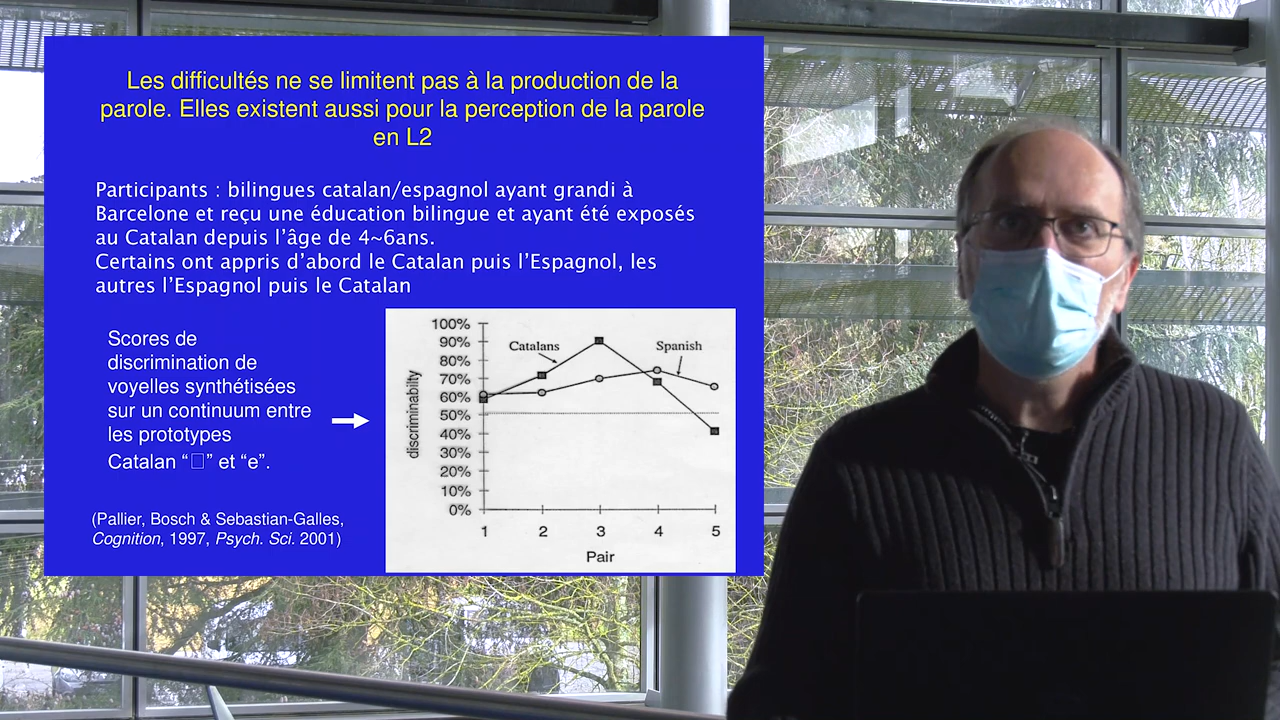 Les difficultés ne se limitent pas à la production de la
parole. Elles existent aussi pour la perception de la parole
en L2
Participants : bilingues catalan/espagnol ayant grandi à
Barcelone et reçu une éducation bilingue et ayant été exposés
au Catalan depuis l'âge de 4~6ans.
Certains ont appris d'abord le Catalan puis l'Espagnol, les
autres l'Espagnol puis le Catalan
Scores de
discrimination de
voyelles synthétisées
sur un continuum entre
les prototypes
Catalan “□” et “e”.
(Pallier, Bosch & Sebastian-Galles,
Cognition, 1997, Psych. Sci. 2001)
discriminabilty
100%
90%
80%
70%
60%
50%
40%
30%
20%
10%
0%
Catalans
Spanish
1 2 3 4 5
Pair